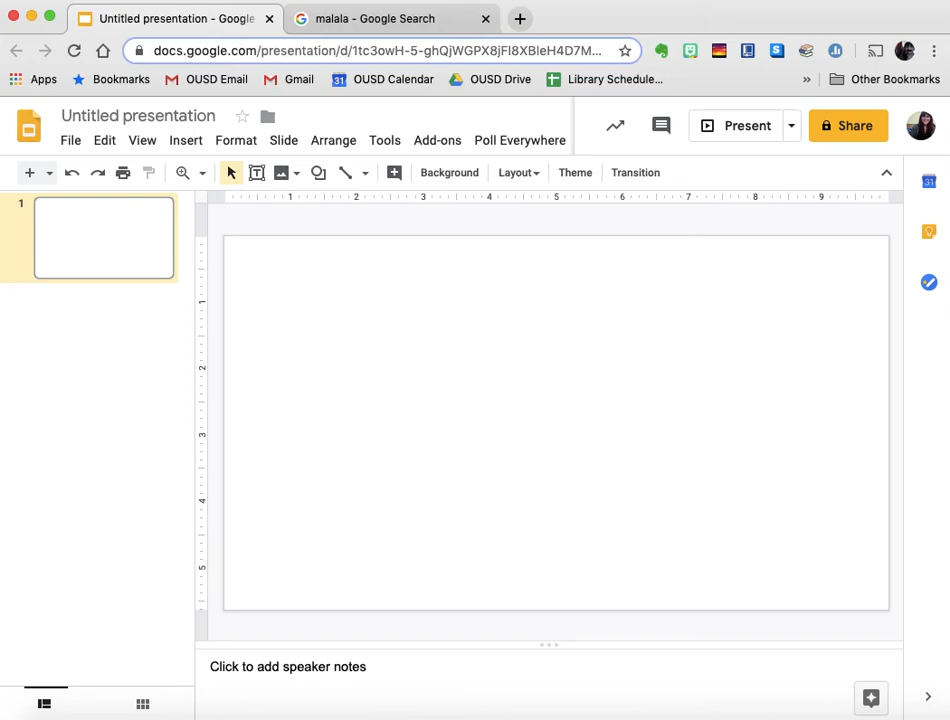 Untitled presentation - Google
malala - Google Search
docs.google.com/presentation/d/1tc3owH-5-ghQjWGPX8jFI8XBleH4D7M...
Apps Bookmarks OUSD Email Gmail 31 OUSD Calendar OUSD Drive Library Schedule... » Other Bookmarks
Untitled presentation
File Edit View Insert Format Slide Arrange Tools Add-ons Poll Everywhere
Present
Share
Background Layout Theme Transition
31
1 2 3 4 5 6 7 8 9
1
1
2
3
4
5
Click to add speaker notes